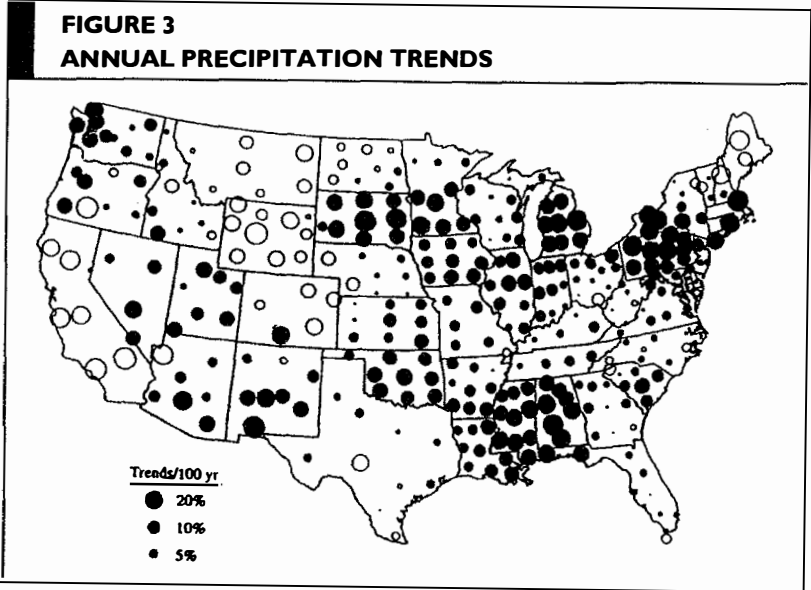 FIGURE 3
ANNUAL PRECIPITATION TRENDS
Trends/100 yr
20%
10%
5%